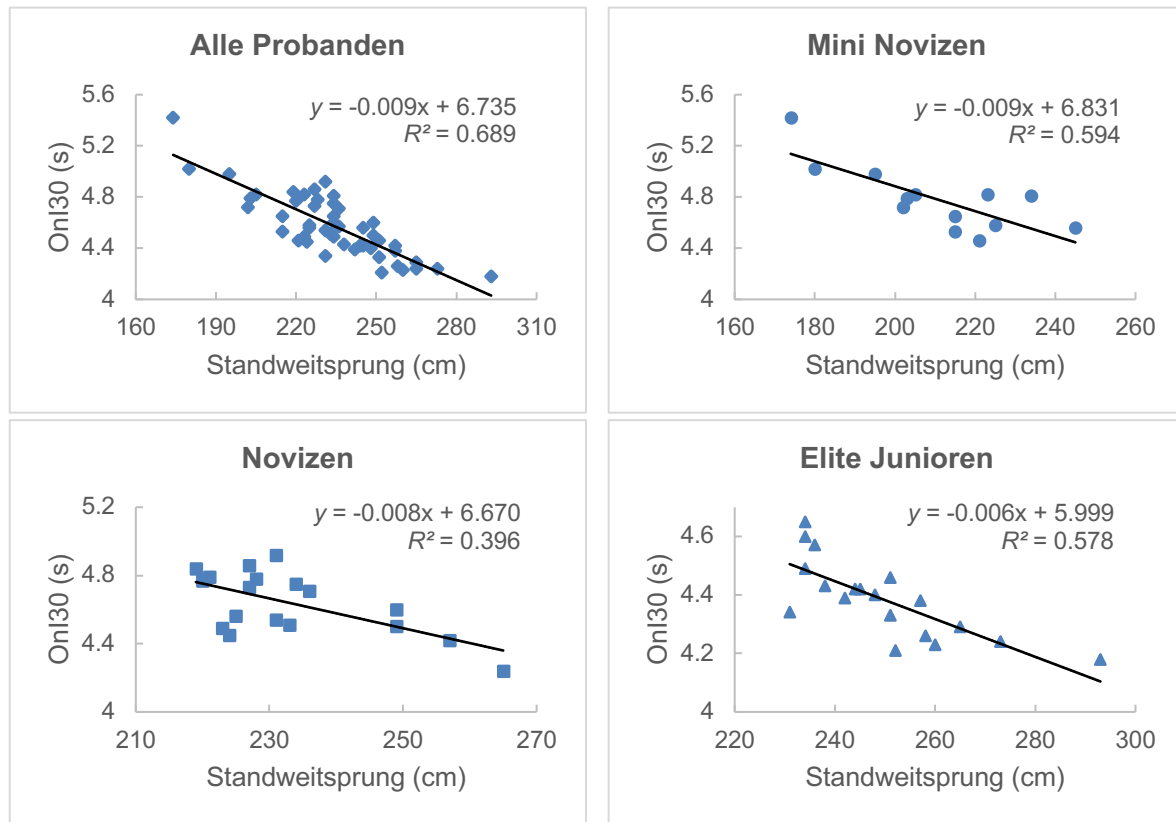 Alle Probanden
y = -0.009x + 6.735
R² = 0.689
OnI30 (s)
5.6
5.2
4.8
4.4
4
160 190 220 250 280 310
Standweitsprung (cm)
Mini Novizen
y = -0.009x + 6.831
R² = 0.594
OnI30 (s)
5.6
5.2
4.8
4.4
4
160 180 200 220 240 260
Standweitsprung (cm)
Novizen
y = -0.008x + 6.670
R² = 0.396
OnI30 (s)
5.2
4.8
4.4
4
210 230 250 270
Standweitsprung (cm)
Elite Junioren
y = -0.006x + 5.999
R² = 0.578
OnI30 (s)
4.6
4.4
4.2
4
220 240 260 280 300
Standweitsprung (cm)